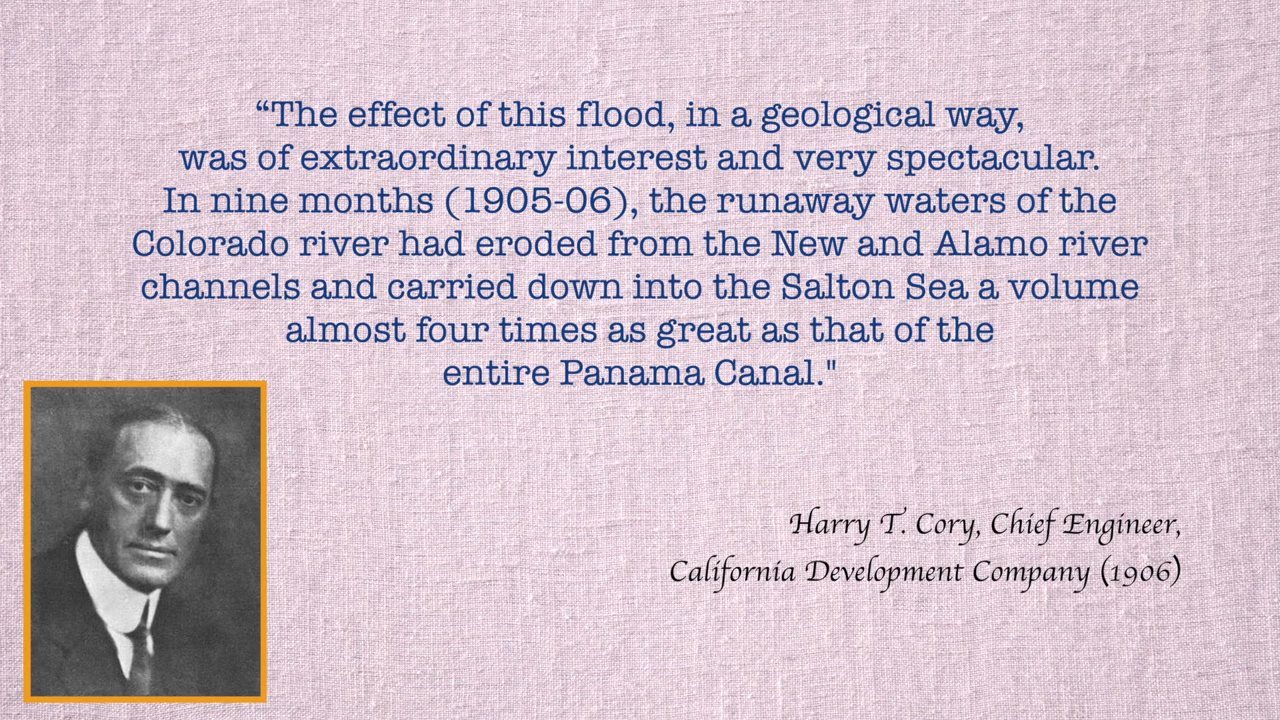 “The effect of this flood, in a geological way,
was of extraordinary interest and very spectacular.
In nine months (1905-06), the runaway waters of the
Colorado river had eroded from the New and Alamo river
channels and carried down into the Salton Sea a volume
almost four times as great as that of the
entire Panama Canal."
Harry T. Cory, Chief Engineer,
California Development Company (1906)